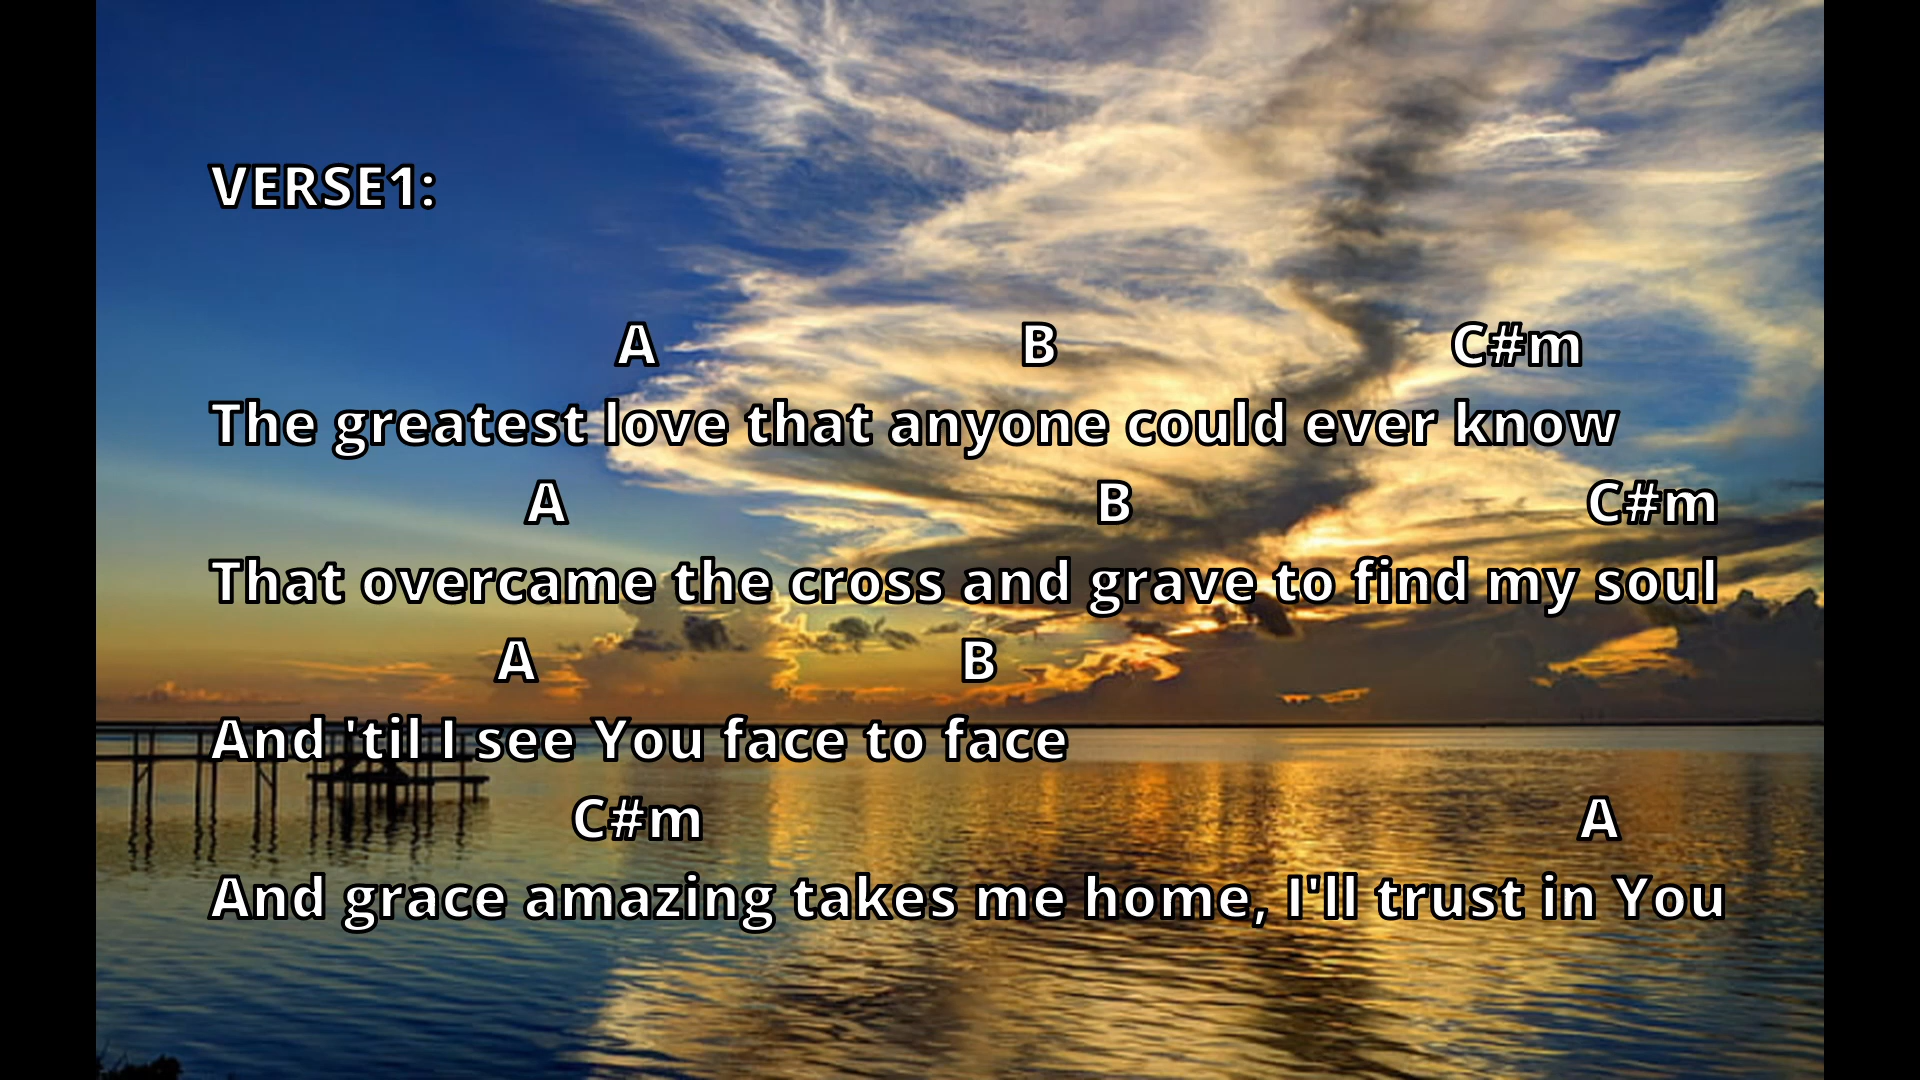 VERSE1:
A B C#m
The greatest love that anyone could ever know
A B C#m
That overcame the cross and grave to find my soul
A B
And 'til I see You face to face
C#m A
And grace amazing takes me home, I'll trust in You